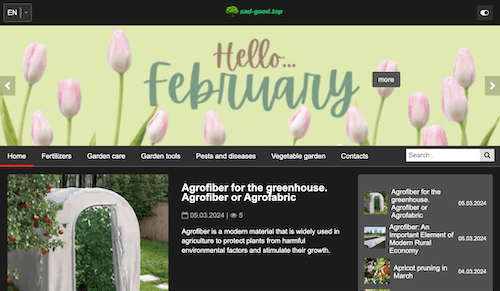 EN
sad-good.top
Hello...
February
more
Home Fertilizers Garden care Garden tools Pests and diseases Vegetable garden Contacts
Search...
Agrofiber for the greenhouse.
Agrofiber or Agrofabric
05.03.2024 | 5
Agrofiber is a modern material that is widely used in
agriculture to protect plants from harmful
environmental factors and stimulate their growth.
Agrofiber for the
greenhouse.
Agrofiber or
Agrofabric
05.03.2024
Agrofiber: An
Important Element of
Modern Rural
Economy
05.03.2024
Apricot pruning in
March
04.03.2024